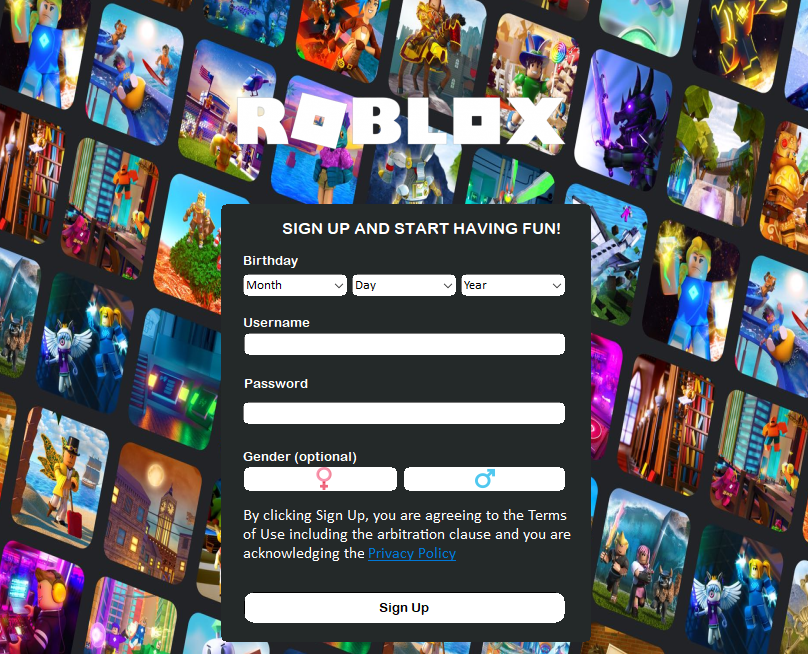 ROBLOX
SIGN UP AND START HAVING FUN!
Birthday
Month Day Year
Username
Password
Gender (optional)
By clicking Sign Up, you are agreeing to the Terms
of Use including the arbitration clause and you are
acknowledging the Privacy Policy
Sign Up